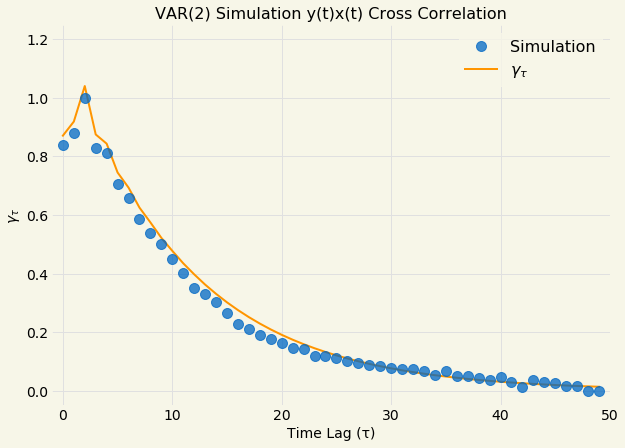 VAR(2) Simulation y(t)x(t) Cross Correlation
1.2
1.0
0.8
0.6
0.4
0.2
0.0
γτ
Simulation
γτ
0 10 20 30 40 50
Time Lag (τ)